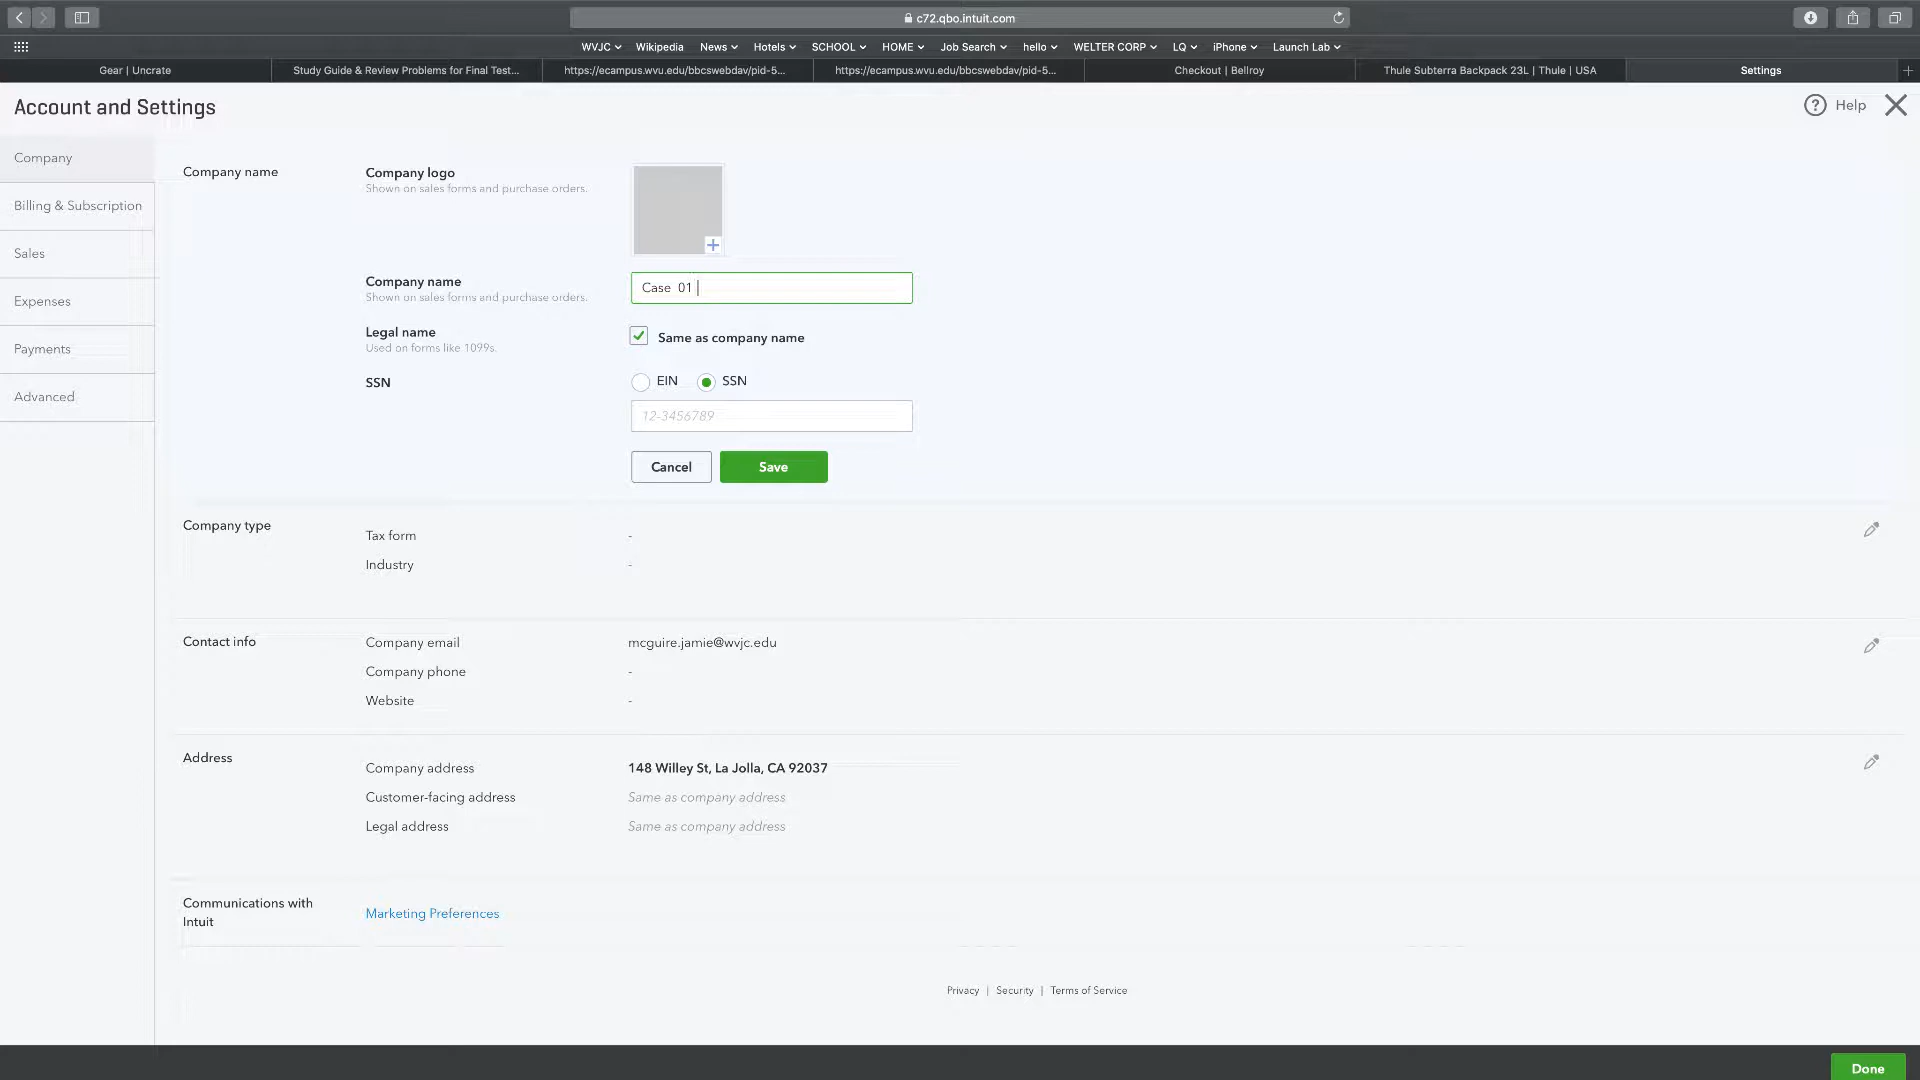 c72.qbo.intuit.com
WVJC Wikipedia News Hotels SCHOOL HOME Job Search hello WELTER CORP LQ iPhone Launch Lab
Gear | Uncrate
Study Guide & Review Problems for Final Test...
https://ecampus.wvu.edu/bbcswebdav/pid-5...
https://ecampus.wvu.edu/bbcswebdav/pid-5...
Checkout | Bellroy
Thule Subterra Backpack 23L | Thule | USA
Settings
Account and Settings
? Help
Company
Billing & Subscription
Sales
Expenses
Payments
Advanced
Company name
Company logo
Shown on sales forms and purchase orders.
Company name
Shown on sales forms and purchase orders.
Case 01
Legal name
Used on forms like 1099s.
Same as company name
SSN
EIN SSN
12-3456789
Cancel Save
Company type
Tax form -
Industry -
Contact info
Company email mcguire.jamie@wvjc.edu
Company phone -
Website -
Address
Company address 148 Willey St, La Jolla, CA 92037
Customer-facing address Same as company address
Legal address Same as company address
Communications with
Intuit
Marketing Preferences
Privacy | Security | Terms of Service
Done